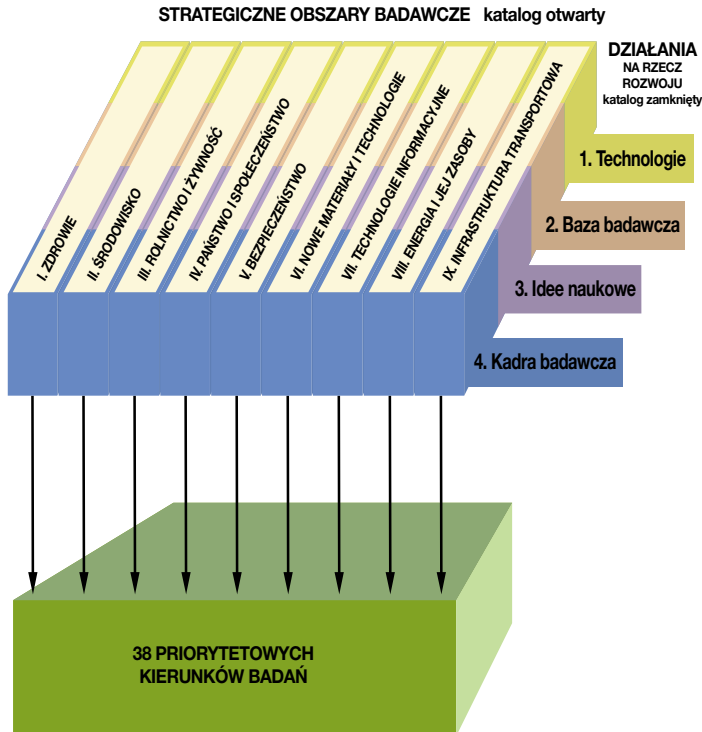 STRATEGICZNE OBSZARY BADAWCZE katalog otwarty
DZIAŁANIA
NA RZECZ
ROZWOJU
katalog zamknięty
I. ZDROWIE
II. ŚRODOWISKO
III. ROLNICTWO I ŻYWNOŚĆ
IV. PAŃSTWO I SPOŁECZEŃSTWO
V. BEZPIECZEŃSTWO
VI. NOWE MATERIAŁY I TECHNOLOGIE
VII. TECHNOLOGIE INFORMACYJNE
VIII. ENERGIA I JEJ ZASOBY
IX. INFRASTRUKTURA TRANSPORTOWA
1. Technologie
2. Baza badawcza
3. Idee naukowe
4. Kadra badawcza
38 PRIORYTETOWYCH
KIERUNKÓW BADAŃ